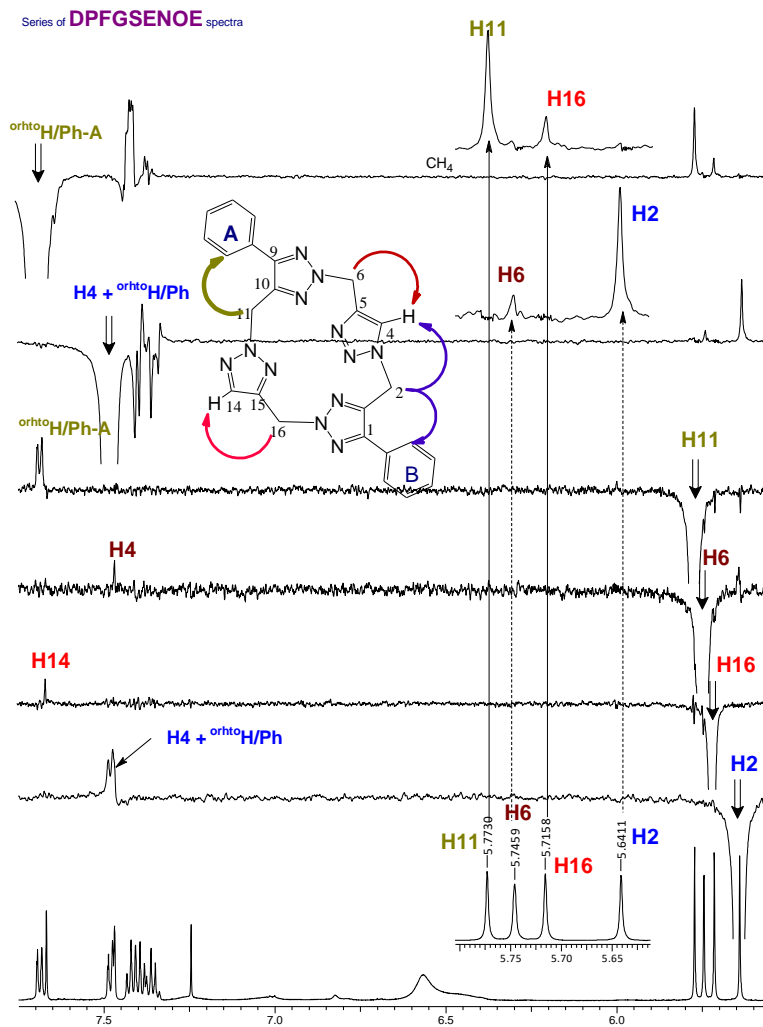 Series of DPFGSENOE spectra
H11
H16
orhtoH/Ph-A
CH4
H2
A
9
N
N
N
10
6
H6
H4 + orhtoH/Ph
5
H
11
N
4
N
N
N
N
N
2
orhtoH/Ph-A
H
14
15
N
N
N
16
1
H11
B
H4
H6
H14
H16
H4 + orhtoH/Ph
H2
H6
H11
5.7730
5.7459
5.7158
5.6411
H2
H16
5.75
5.70
5.65
7.5
7.0
6.5
6.0